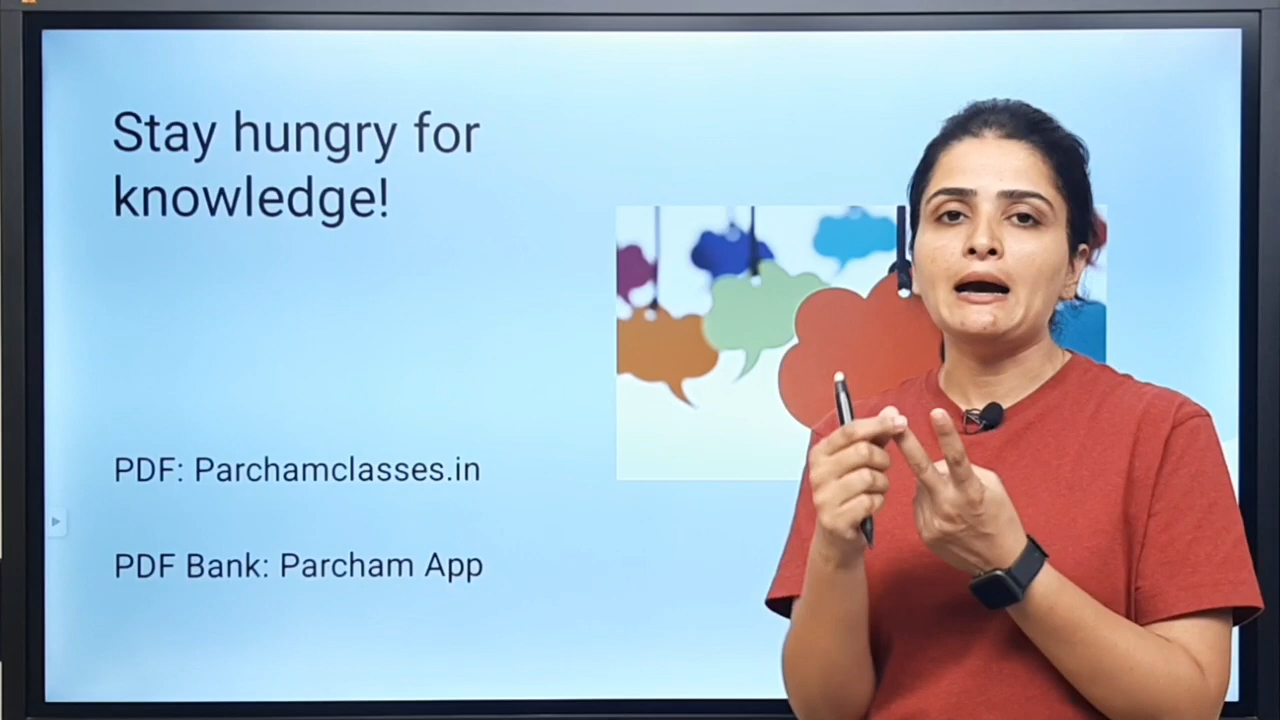 Stay hungry for
knowledge!
PDF: Parchamclasses.in
PDF Bank: Parcham App